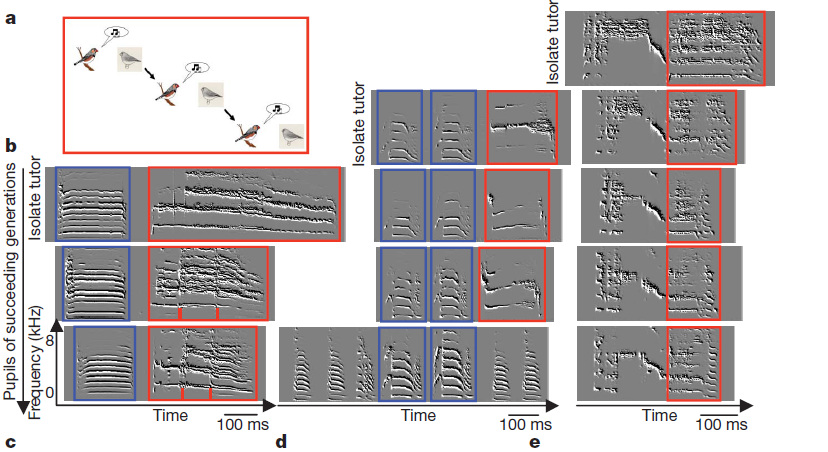 a
b
Isolate tutor
Isolate tutor
Isolate tutor
Pupils of succeeding generations
Frequency (kHz)
8
0
Time
100 ms
Time
100 ms
Time
100 ms
c
d
e